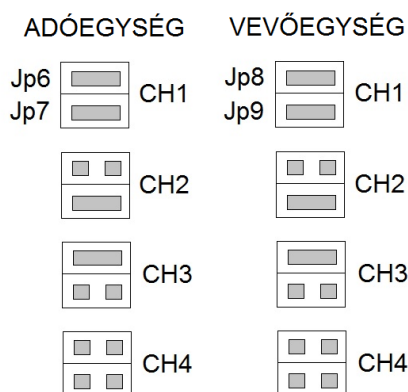 ADÓEGYSÉG VEVŐEGYSÉG
Jp6 CH1 Jp8 CH1
Jp7 Jp9
CH2 CH2
CH3 CH3
CH4 CH4